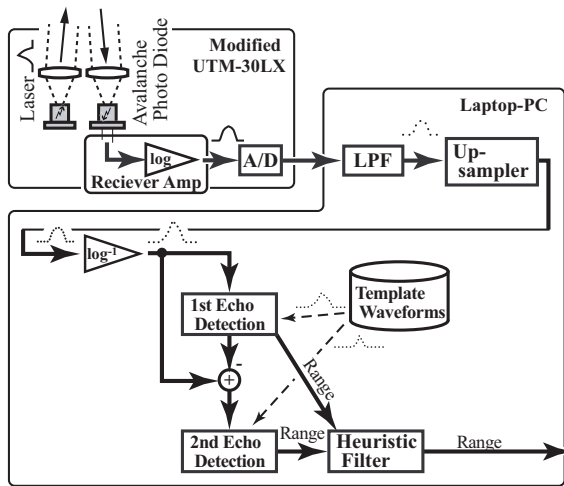 Modified
UTM-30LX
Laser
Avalanche
Photo Diode
Laptop-PC
log
Reciever Amp
A/D
LPF
Up-
sampler
log-1
1st Echo
Detection
Template
Waveforms
-
+
Range
2nd Echo
Detection
Range
Heuristic
Filter
Range